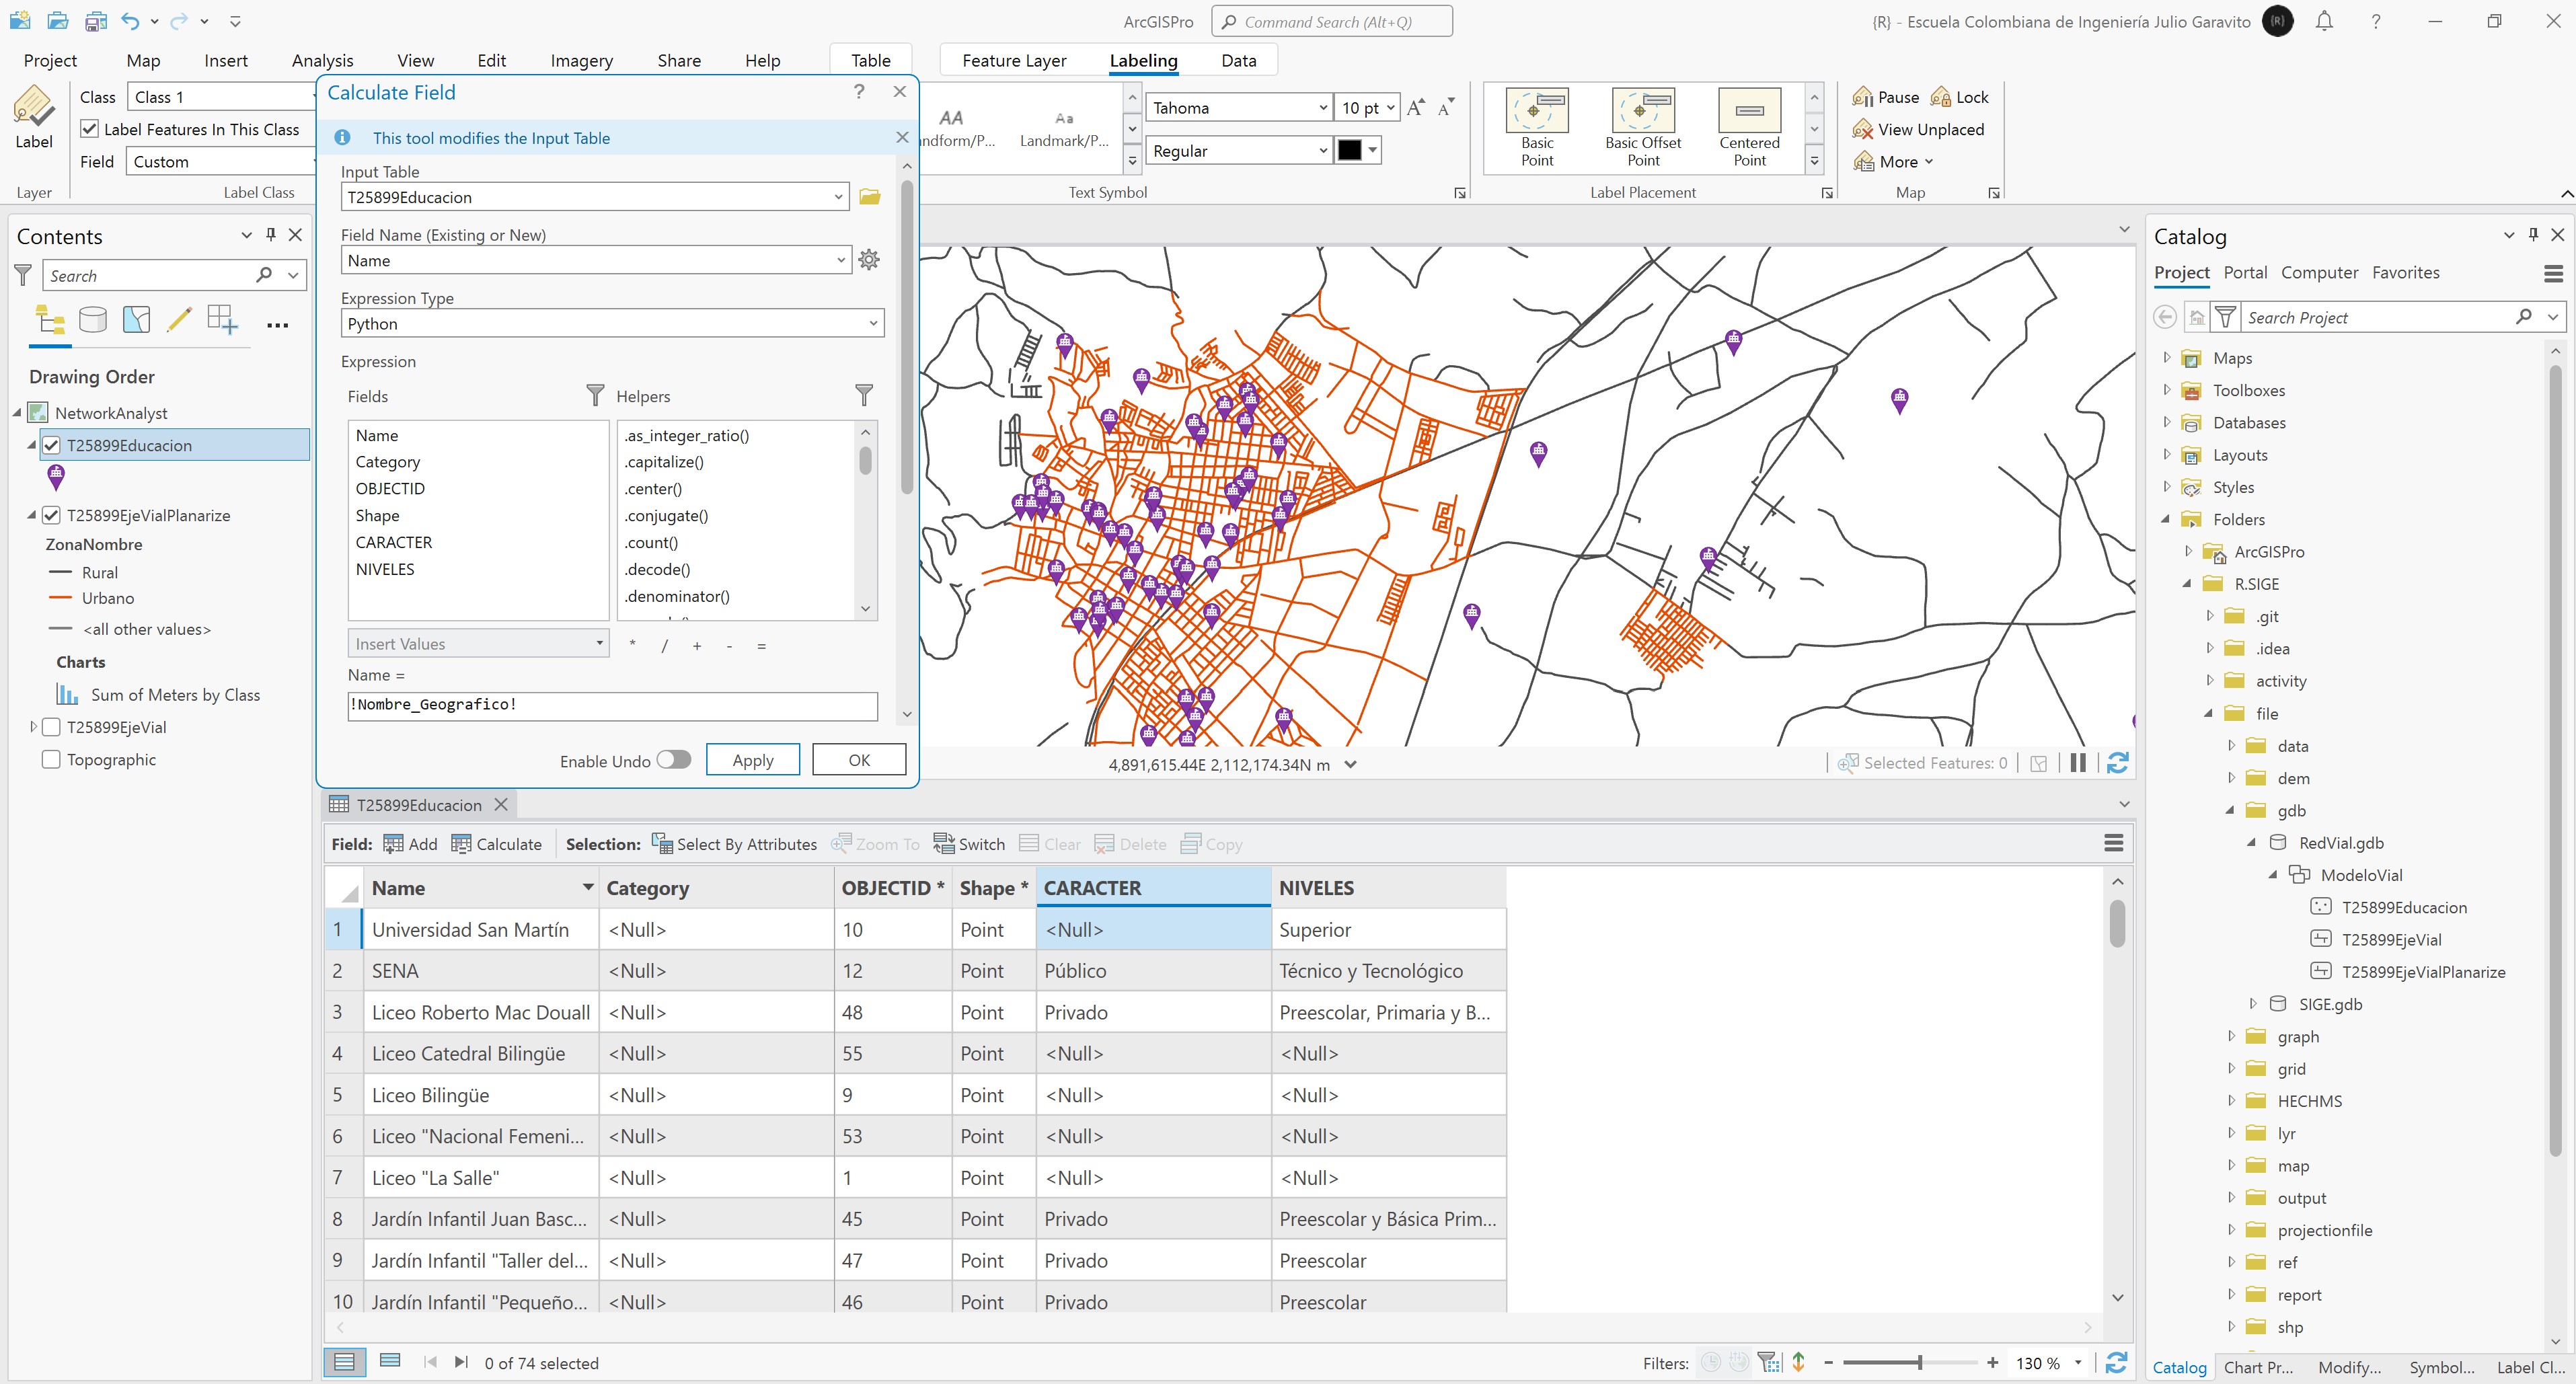 ArcGISPro
Command Search (Alt+Q)
{R} - Escuela Colombiana de Ingeniería Julio Garavito
{R}
Project
Map
Insert
Analysis
View
Edit
Imagery
Share
Help
Table
Feature Layer
Labeling
Data
Label
Layer
Class
Class 1
Label Features In This Class
Field
Custom
Label Class
AA
ndform/P...
Aa
Landmark/P...
Tahoma
10 pt
Regular
Text Symbol
Basic
Point
Basic Offset
Point
Centered
Point
Label Placement
Pause
Lock
View Unplaced
More
Map
Calculate Field
This tool modifies the Input Table
Input Table
T25899Educacion
Field Name (Existing or New)
Name
Expression Type
Python
Expression
Fields
Helpers
Name
Category
OBJECTID
Shape
CARACTER
NIVELES
.as_integer_ratio()
.capitalize()
.center()
.conjugate()
.count()
.decode()
.denominator()
Insert Values
* / + - =
Name =
!Nombre_Geografico!
Enable Undo
Apply
OK
Contents
Search
Drawing Order
NetworkAnalyst
T25899Educacion
T25899EjeVialPlanarize
ZonaNombre
Rural
Urbano
<all other values>
Charts
Sum of Meters by Class
T25899EjeVial
Topographic
4,891,615.44E 2,112,174.34N m
Selected Features: 0
T25899Educacion
Field:
Add
Calculate
Selection:
Select By Attributes
Zoom To
Switch
Clear
Delete
Copy
Name Category OBJECTID * Shape * CARACTER NIVELES
1 Universidad San Martín <Null> 10 Point <Null> Superior
2 SENA <Null> 12 Point Público Técnico y Tecnológico
3 Liceo Roberto Mac Douall <Null> 48 Point Privado Preescolar, Primaria y B...
4 Liceo Catedral Bilingüe <Null> 55 Point <Null> <Null>
5 Liceo Bilingüe <Null> 9 Point <Null> <Null>
6 Liceo "Nacional Femeni... <Null> 53 Point <Null> <Null>
7 Liceo "La Salle" <Null> 1 Point <Null> <Null>
8 Jardín Infantil Juan Basc... <Null> 45 Point Privado Preescolar y Básica Prim...
9 Jardín Infantil "Taller del... <Null> 47 Point Privado Preescolar
10 Jardín Infantil "Pequeño... <Null> 46 Point Privado Preescolar
0 of 74 selected
Filters:
130 %
Catalog
Project
Portal
Computer
Favorites
Search Project
Maps
Toolboxes
Databases
Layouts
Styles
Folders
ArcGISPro
R.SIGE
.git
.idea
activity
file
data
dem
gdb
RedVial.gdb
ModeloVial
T25899Educacion
T25899EjeVial
T25899EjeVialPlanarize
SIGE.gdb
graph
grid
HECHMS
lyr
map
output
projectionfile
ref
report
shp
Catalog
Chart Pr...
Modify...
Symbol...
Label Cl...